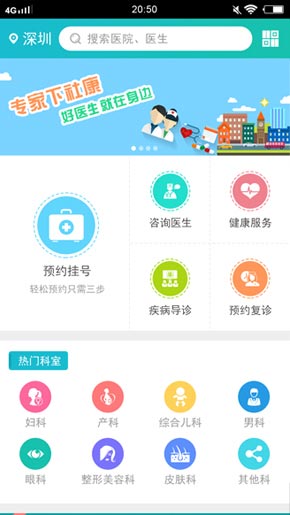 4G
20:50
深圳
搜索医院、医生
专家下社康
好医生就在身边
预约挂号
轻松预约只需三步
咨询医生
健康服务
疾病导诊
预约复诊
热门科室
妇科
产科
综合儿科
男科
眼科
整形美容科
皮肤科
其他科